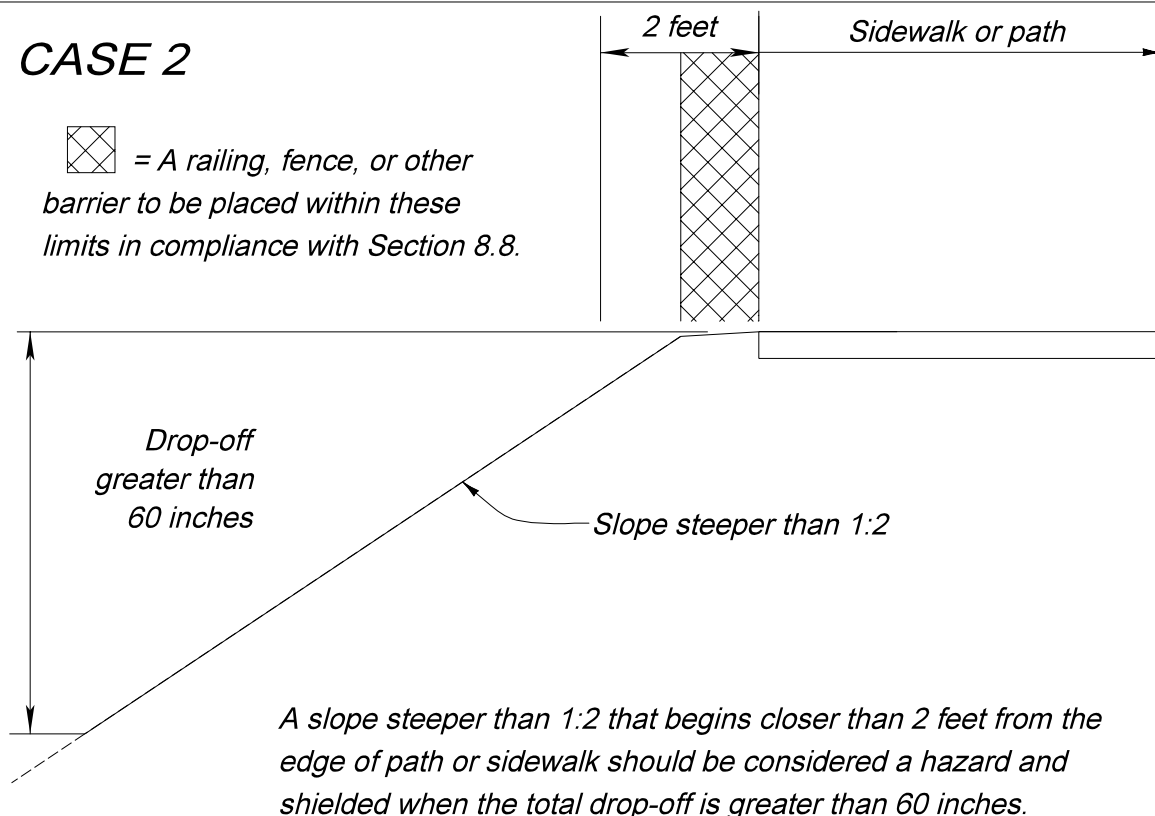 CASE 2
2 feet
Sidewalk or path
= A railing, fence, or other
barrier to be placed within these
limits in compliance with Section 8.8.
Drop-off
greater than
60 inches
Slope steeper than 1:2
A slope steeper than 1:2 that begins closer than 2 feet from the
edge of path or sidewalk should be considered a hazard and
shielded when the total drop-off is greater than 60 inches.